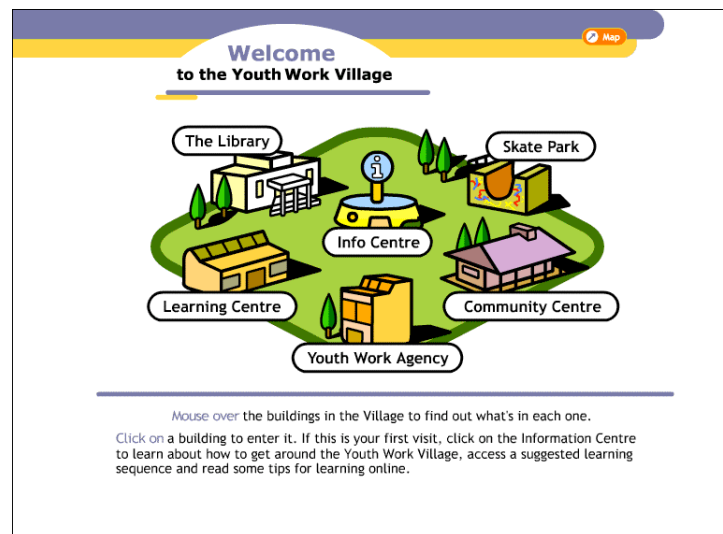 Map
Welcome
to the Youth Work Village
The Library
Skate Park
i
Info Centre
Learning Centre
Community Centre
Youth Work Agency
Mouse over the buildings in the Village to find out what's in each one.
Click on a building to enter it. If this is your first visit, click on the Information Centre
to learn about how to get around the Youth Work Village, access a suggested learning
sequence and read some tips for learning online.